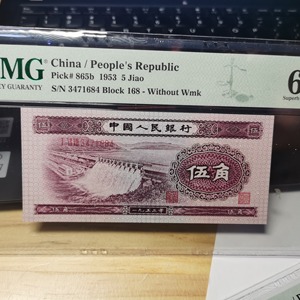 MG
China / People's Republic
Pick# 865b 1953 5 Jiao
S/N 3471684 Block 168 - Without Wmk
Y GUARANTY
6
中國人民銀行
伍角